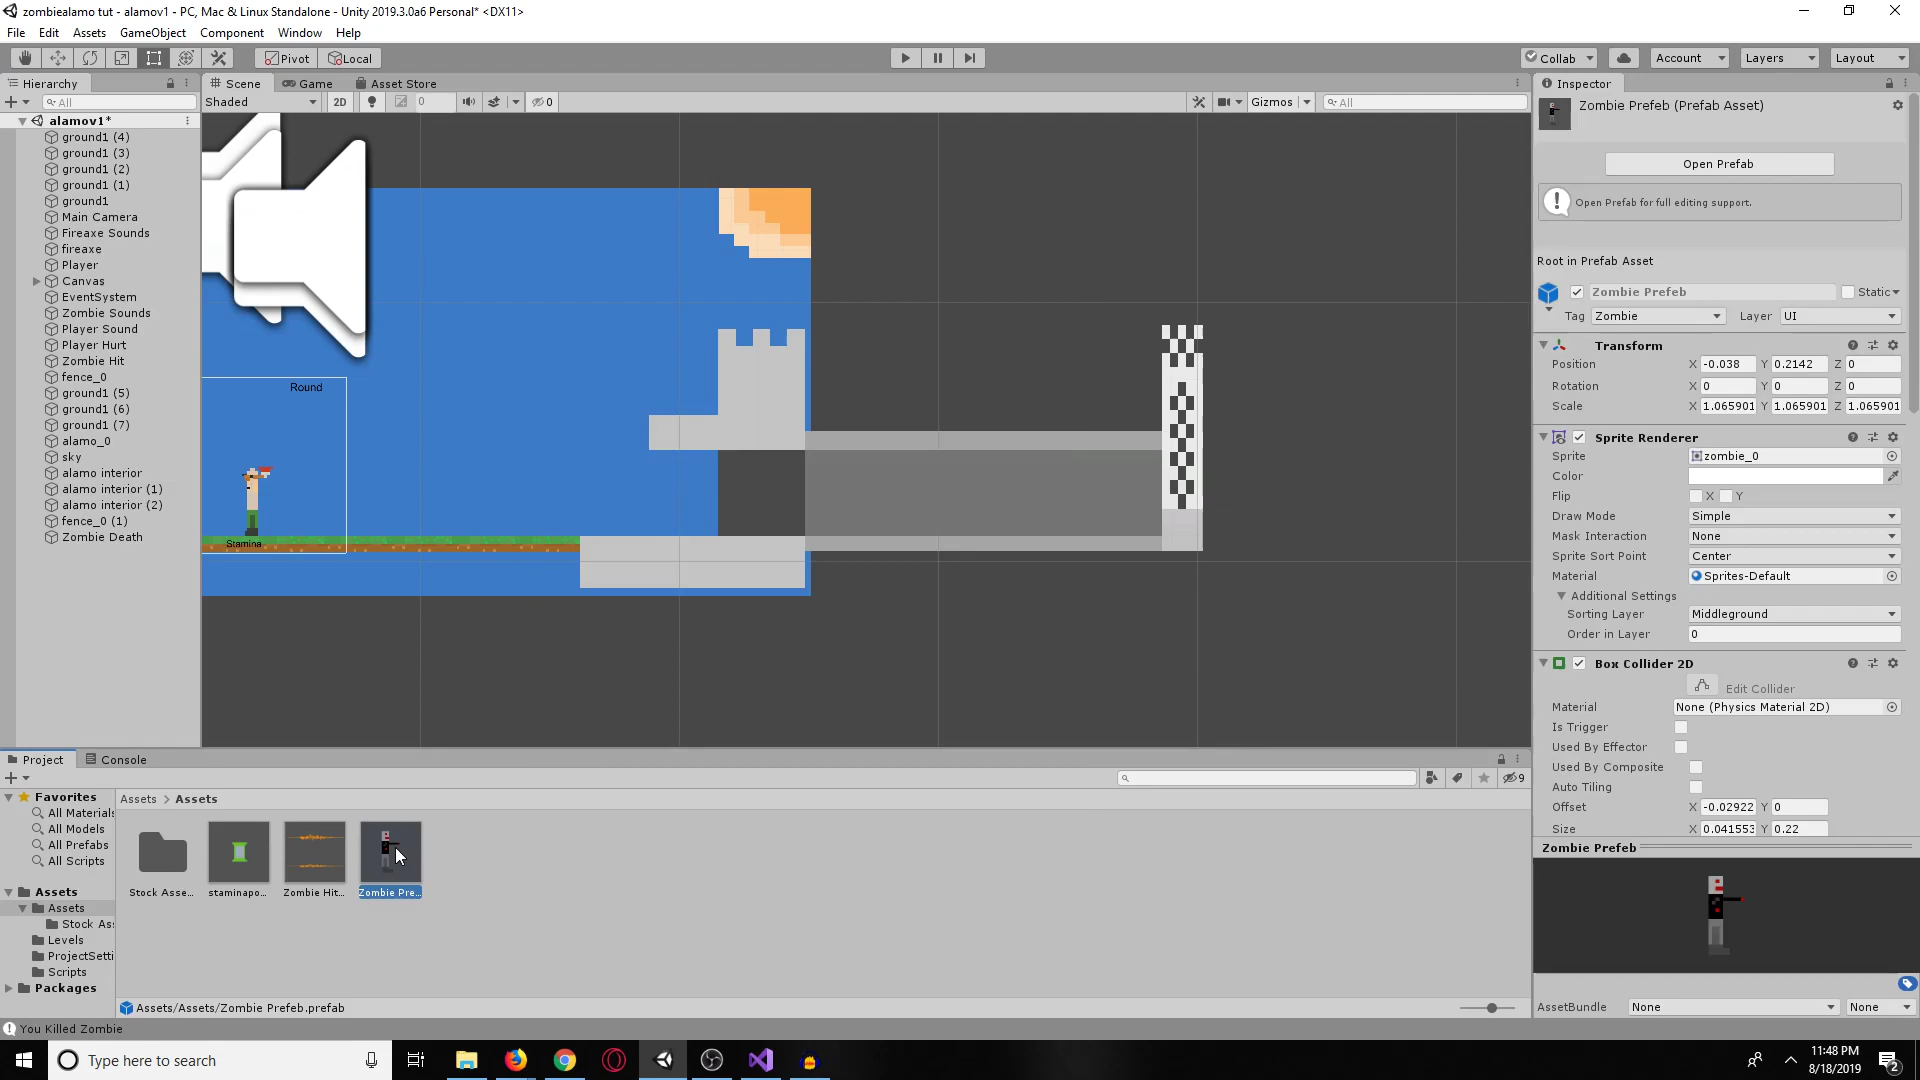 zombiealamo tut - alamov1 - PC, Mac & Linux Standalone - Unity 2019.3.0a6 Personal* <DX11>
File Edit Assets GameObject Component Window Help
Pivot Local Collab Account Layers Layout
Hierarchy
All
alamov1*
ground1 (4)
ground1 (3)
ground1 (2)
ground1 (1)
ground1
Main Camera
Fireaxe Sounds
fireaxe
Player
Canvas
EventSystem
Zombie Sounds
Player Sound
Player Hurt
Zombie Hit
fence_0
ground1 (5)
ground1 (6)
ground1 (7)
alamo_0
sky
alamo interior
alamo interior (1)
alamo interior (2)
fence_0 (1)
Zombie Death
Scene Game Asset Store
Shaded 2D 0 0 Gizmos All
Round
Stamina
Inspector
Zombie Prefeb (Prefab Asset)
Open Prefab
Open Prefab for full editing support.
Root in Prefab Asset
Zombie Prefeb Static
Tag Zombie Layer UI
Transform
Position X -0.038 Y 0.2142 Z 0
Rotation X 0 Y 0 Z 0
Scale X 1.065901 Y 1.065901 Z 1.065901
Sprite Renderer
Sprite zombie_0
Color
Flip X Y
Draw Mode Simple
Mask Interaction None
Sprite Sort Point Center
Material Sprites-Default
Additional Settings
Sorting Layer Middleground
Order in Layer 0
Box Collider 2D
Edit Collider
Material None (Physics Material 2D)
Is Trigger
Used By Effector
Used By Composite
Auto Tiling
Offset X -0.02922 Y 0
Size X 0.041553 Y 0.22
Zombie Prefeb
AssetBundle None None
Project Console
9
Favorites
All Materials
All Models
All Prefabs
All Scripts
Assets
Assets
Stock As
Levels
ProjectSetti
Scripts
Packages
Assets > Assets
Stock Asse... staminapo... Zombie Hit... Zombie Pre...
Assets/Assets/Zombie Prefeb.prefab
You Killed Zombie
Type here to search
11:48 PM
8/18/2019
2